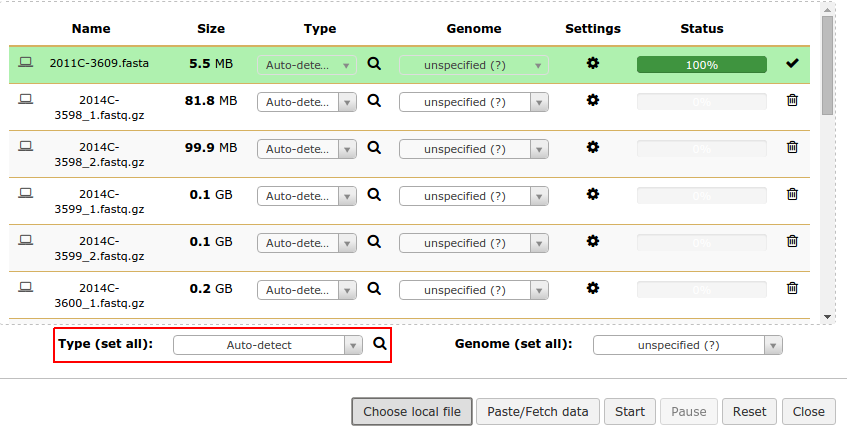 Name Size Type Genome Settings Status
2011C-3609.fasta 5.5 MB Auto-dete... unspecified (?) 100%
2014C-
3598_1.fastq.gz 81.8 MB Auto-dete... unspecified (?) 0%
2014C-
3598_2.fastq.gz 99.9 MB Auto-dete... unspecified (?) 0%
2014C-
3599_1.fastq.gz 0.1 GB Auto-dete... unspecified (?) 0%
2014C-
3599_2.fastq.gz 0.1 GB Auto-dete... unspecified (?) 0%
2014C-
3600_1.fastq.gz 0.2 GB Auto-dete... unspecified (?) 0%
Type (set all): Auto-detect Genome (set all): unspecified (?)
Choose local file Paste/Fetch data Start Pause Reset Close